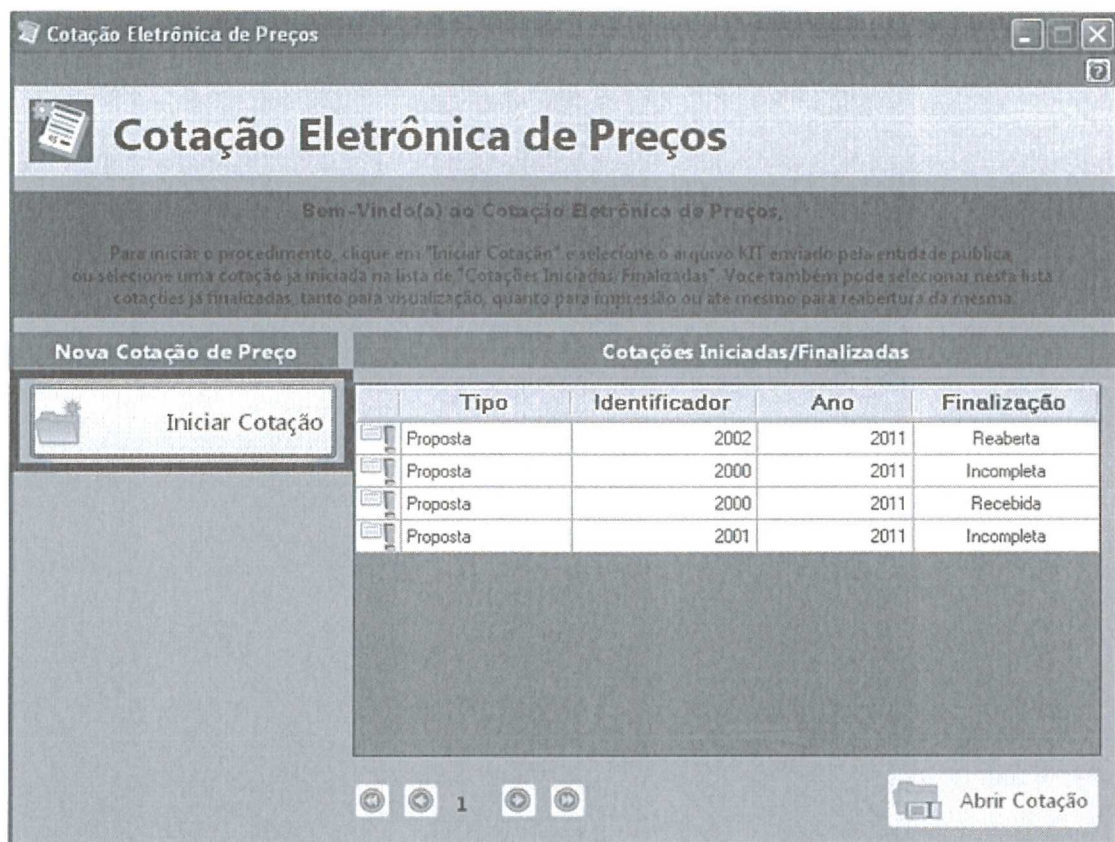 Cotação Eletrônica de Preços
Cotação Eletrônica de Preços
Bem-Vindo(a) ao Cotação Eletrônica de Preços,
Para iniciar o procedimento, clique em "Iniciar Cotação" e selecione o arquivo KIT enviado pela entidade publica,
ou selecione uma cotação já iniciada na lista de "Cotações Iniciadas/Finalizadas". Voce também pode selecionar nesta lista
cotações já finalizadas, tanto para visualização, quanto para impressão ou até mesmo para reabertura da mesma.
Nova Cotação de Preço
Cotações Iniciadas/Finalizadas
Iniciar Cotação
Tipo Identificador Ano Finalização
Proposta 2002 2011 Reaberta
Proposta 2000 2011 Incompleta
Proposta 2000 2011 Recebida
Proposta 2001 2011 Incompleta
1
Abrir Cotação